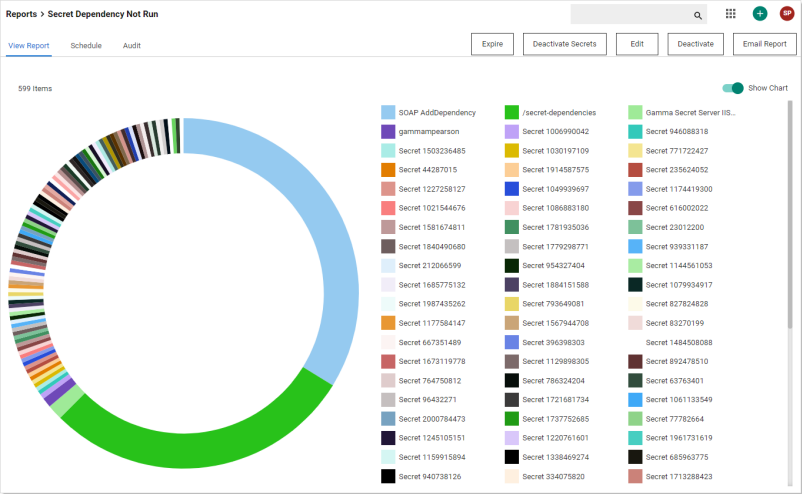 Reports > Secret Dependency Not Run
SP
View Report Schedule Audit
Expire Deactivate Secrets Edit Deactivate Email Report
599 Items
Show Chart
SOAP AddDependency /secret-dependencies Gamma Secret Server IIS...
gammampearson Secret 1006990042 Secret 946088318
Secret 1503236485 Secret 1030197109 Secret 771722427
Secret 44287015 Secret 1914587575 Secret 235624052
Secret 1227258127 Secret 1049939697 Secret 1174419300
Secret 1021544676 Secret 1086883180 Secret 616002022
Secret 1581674811 Secret 1781935036 Secret 23012200
Secret 1840490680 Secret 1779298771 Secret 939331187
Secret 212066599 Secret 954327404 Secret 1144561053
Secret 1685775132 Secret 1884151588 Secret 1079934917
Secret 1987435262 Secret 793649081 Secret 827824828
Secret 1177584147 Secret 1567944708 Secret 83270199
Secret 667351489 Secret 396398303 Secret 1484508088
Secret 1673119778 Secret 1129898305 Secret 892478510
Secret 764750812 Secret 786324204 Secret 63763401
Secret 96432271 Secret 1721681734 Secret 1061133549
Secret 2000784473 Secret 1737752685 Secret 77782664
Secret 1245105151 Secret 1220761601 Secret 1961731619
Secret 1159915894 Secret 1338469274 Secret 685963775
Secret 940738126 Secret 334075820 Secret 1713288423